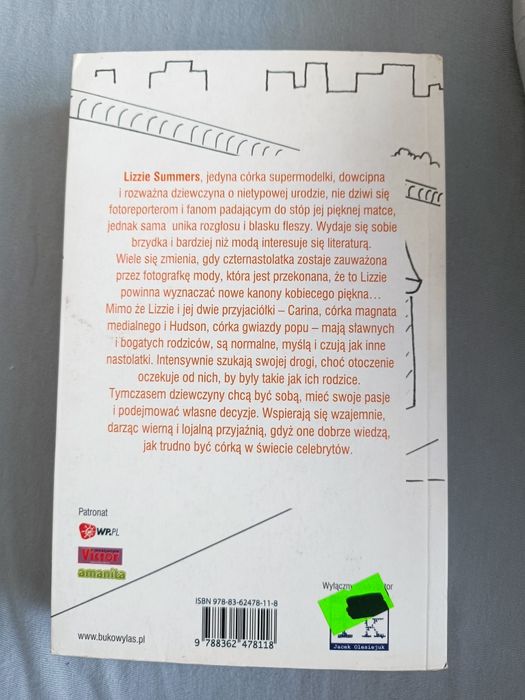 Lizzie Summers, jedyna córka supermodelki, dowcipna
i rozważna dziewczyna o nietypowej urodzie, nie dziwi się
fotoreporterom i fanom padającym do stóp jej pięknej matce,
jednak sama unika rozgłosu i blasku fleszy. Wydaje się sobie
brzydka i bardziej niż modą interesuje się literaturą.
Wiele się zmienia, gdy czternastolatka zostaje zauważona
przez fotografkę mody, która jest przekonana, że to Lizzie
powinna wyznaczać nowe kanony kobiecego piękna...
Mimo że Lizzie i jej dwie przyjaciółki – Carina, córka magnata
medialnego i Hudson, córka gwiazdy popu – mają sławnych
i bogatych rodziców, są normalne, myślą i czują jak inne
nastolatki. Intensywnie szukają swojej drogi, choć otoczenie
oczekuje od nich, by były takie jak ich rodzice.
Tymczasem dziewczyny chcą być sobą, mieć swoje pasje
i podejmować własne decyzje. Wspierają się wzajemnie,
darząc wierną i lojalną przyjaźnią, gdyż one dobrze wiedzą,
jak trudno być córką w świecie celebrytów.
Patronat
WP.PL
Victor
amanita
www.bukowylas.pl
ISBN 978-83-62478-11-8
9 788362 478118
Jacek Olesiejuk